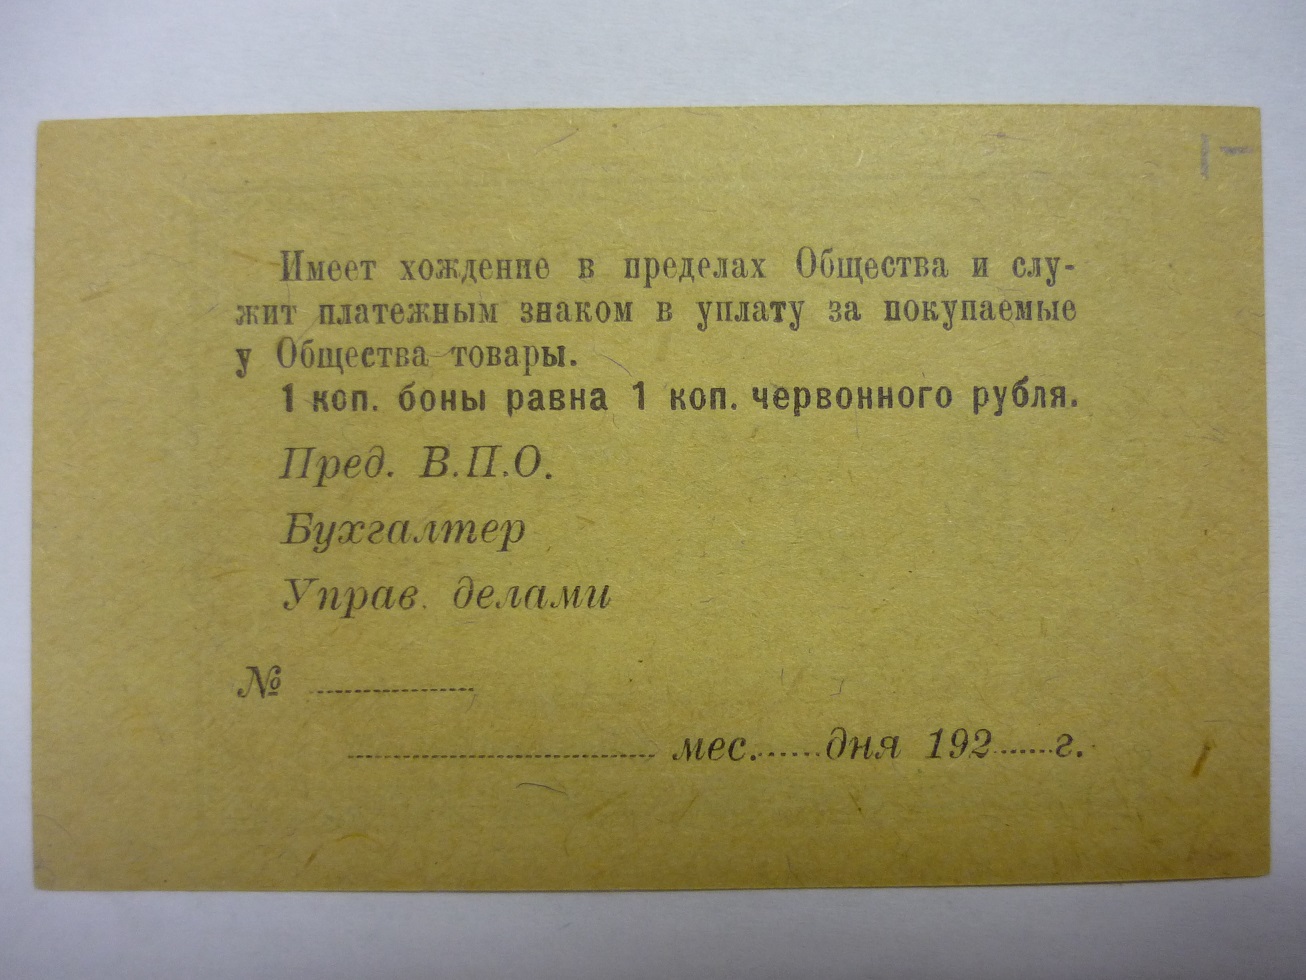 Имеет хождение в пределах Общества и слу-
жит платежным знаком в уплату за покупаемые
у Общества товары.
1 коп. боны равна 1 коп. червонного рубля.
Пред. В.П.О.
Бухгалтер
Управ. делами
№ ..................
.................................. мес.......дня 192......г.